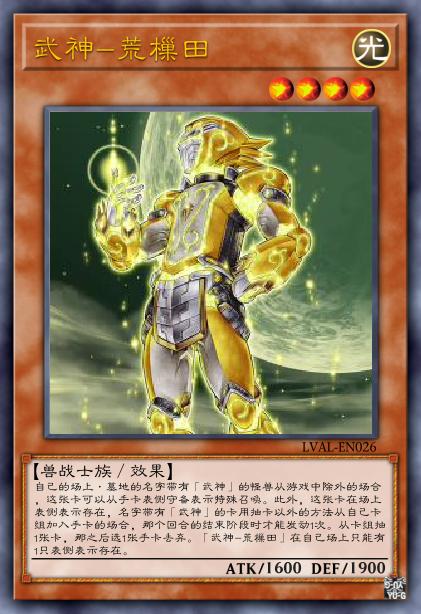 武神-荒樔田
光
LVAL-EN026
【兽战士族／效果】
自己的场上·墓地的名字带有「武神」的怪兽从游戏中除外的场合
，这张卡可以从手卡表侧守备表示特殊召唤。此外，这张卡在场上
表侧表示存在，名字带有「武神」的卡用抽卡以外的方法从自己卡
组加入手卡的场合，那个回合的结束阶段时才能发动1次。从卡组抽
1张卡，那之后选1张手卡丢弃。「武神-荒樔田」在自己场上只能有
1只表侧表示存在。
ATK/1600 DEF/1900